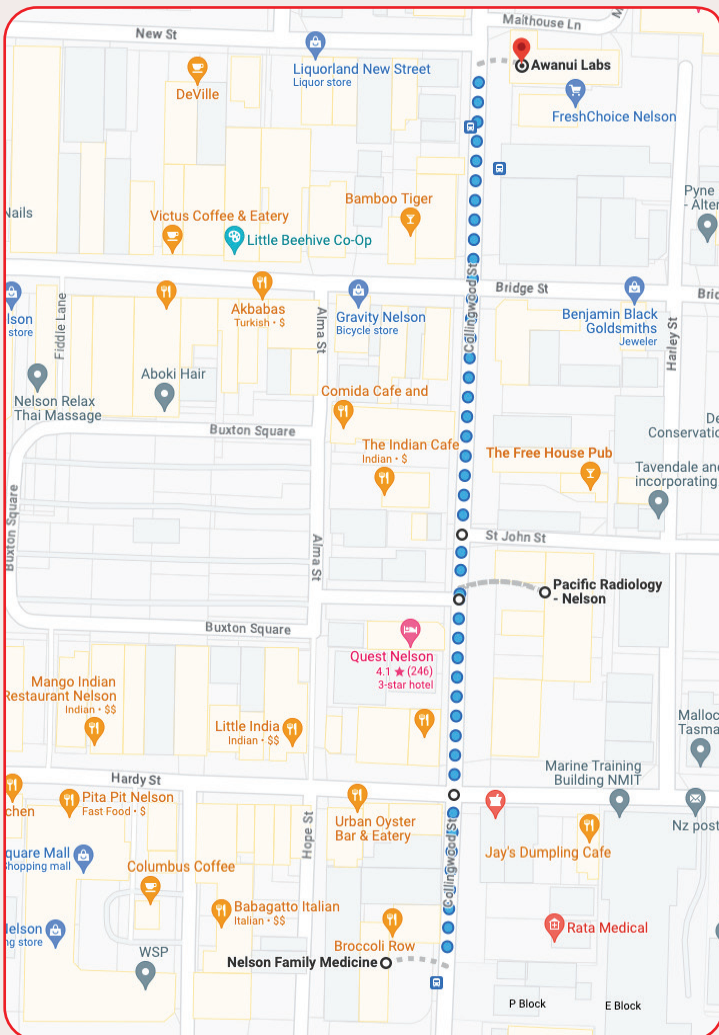 Malthouse Ln
M
New St
Liquorland New Street
Liquor store
Awanui Labs
DeVille
FreshChoice Nelson
Nails
Bamboo Tiger
Pyne
- Alter
Victus Coffee & Eatery
Little Beehive Co-Op
Collingwood St
Bridge St
Brid
lson
store
Fiddle Lane
Akbabas
Turkish • $
Alma St
Gravity Nelson
Bicycle store
Benjamin Black
Goldsmiths
Jeweler
Harley St
Aboki Hair
Nelson Relax
Thai Massage
Comida Cafe and
Buxton Square
De
Conservatio
The Indian Cafe
Indian • $
The Free House Pub
Tavendale and
incorporating
Buxton Square
Alma St
St John St
Pacific Radiology
- Nelson
Buxton Square
Quest Nelson
4.1 ★ (246)
3-star hotel
Mango Indian
Restaurant Nelson
Indian • $$
Little India
Indian • $$
Malloc
Tasma
Hardy St
Marine Training
Building NMIT
chen
Pita Pit Nelson
Fast Food • $
Hope St
Urban Oyster
Bar & Eatery
Collingwood St
Nz post
Jay's Dumpling Cafe
quare Mall
Shopping mall
Columbus Coffee
Babagatto Italian
Italian • $$
Rata Medical
Nelson
ng store
Broccoli Row
WSP
Nelson Family Medicine
P Block
E Block